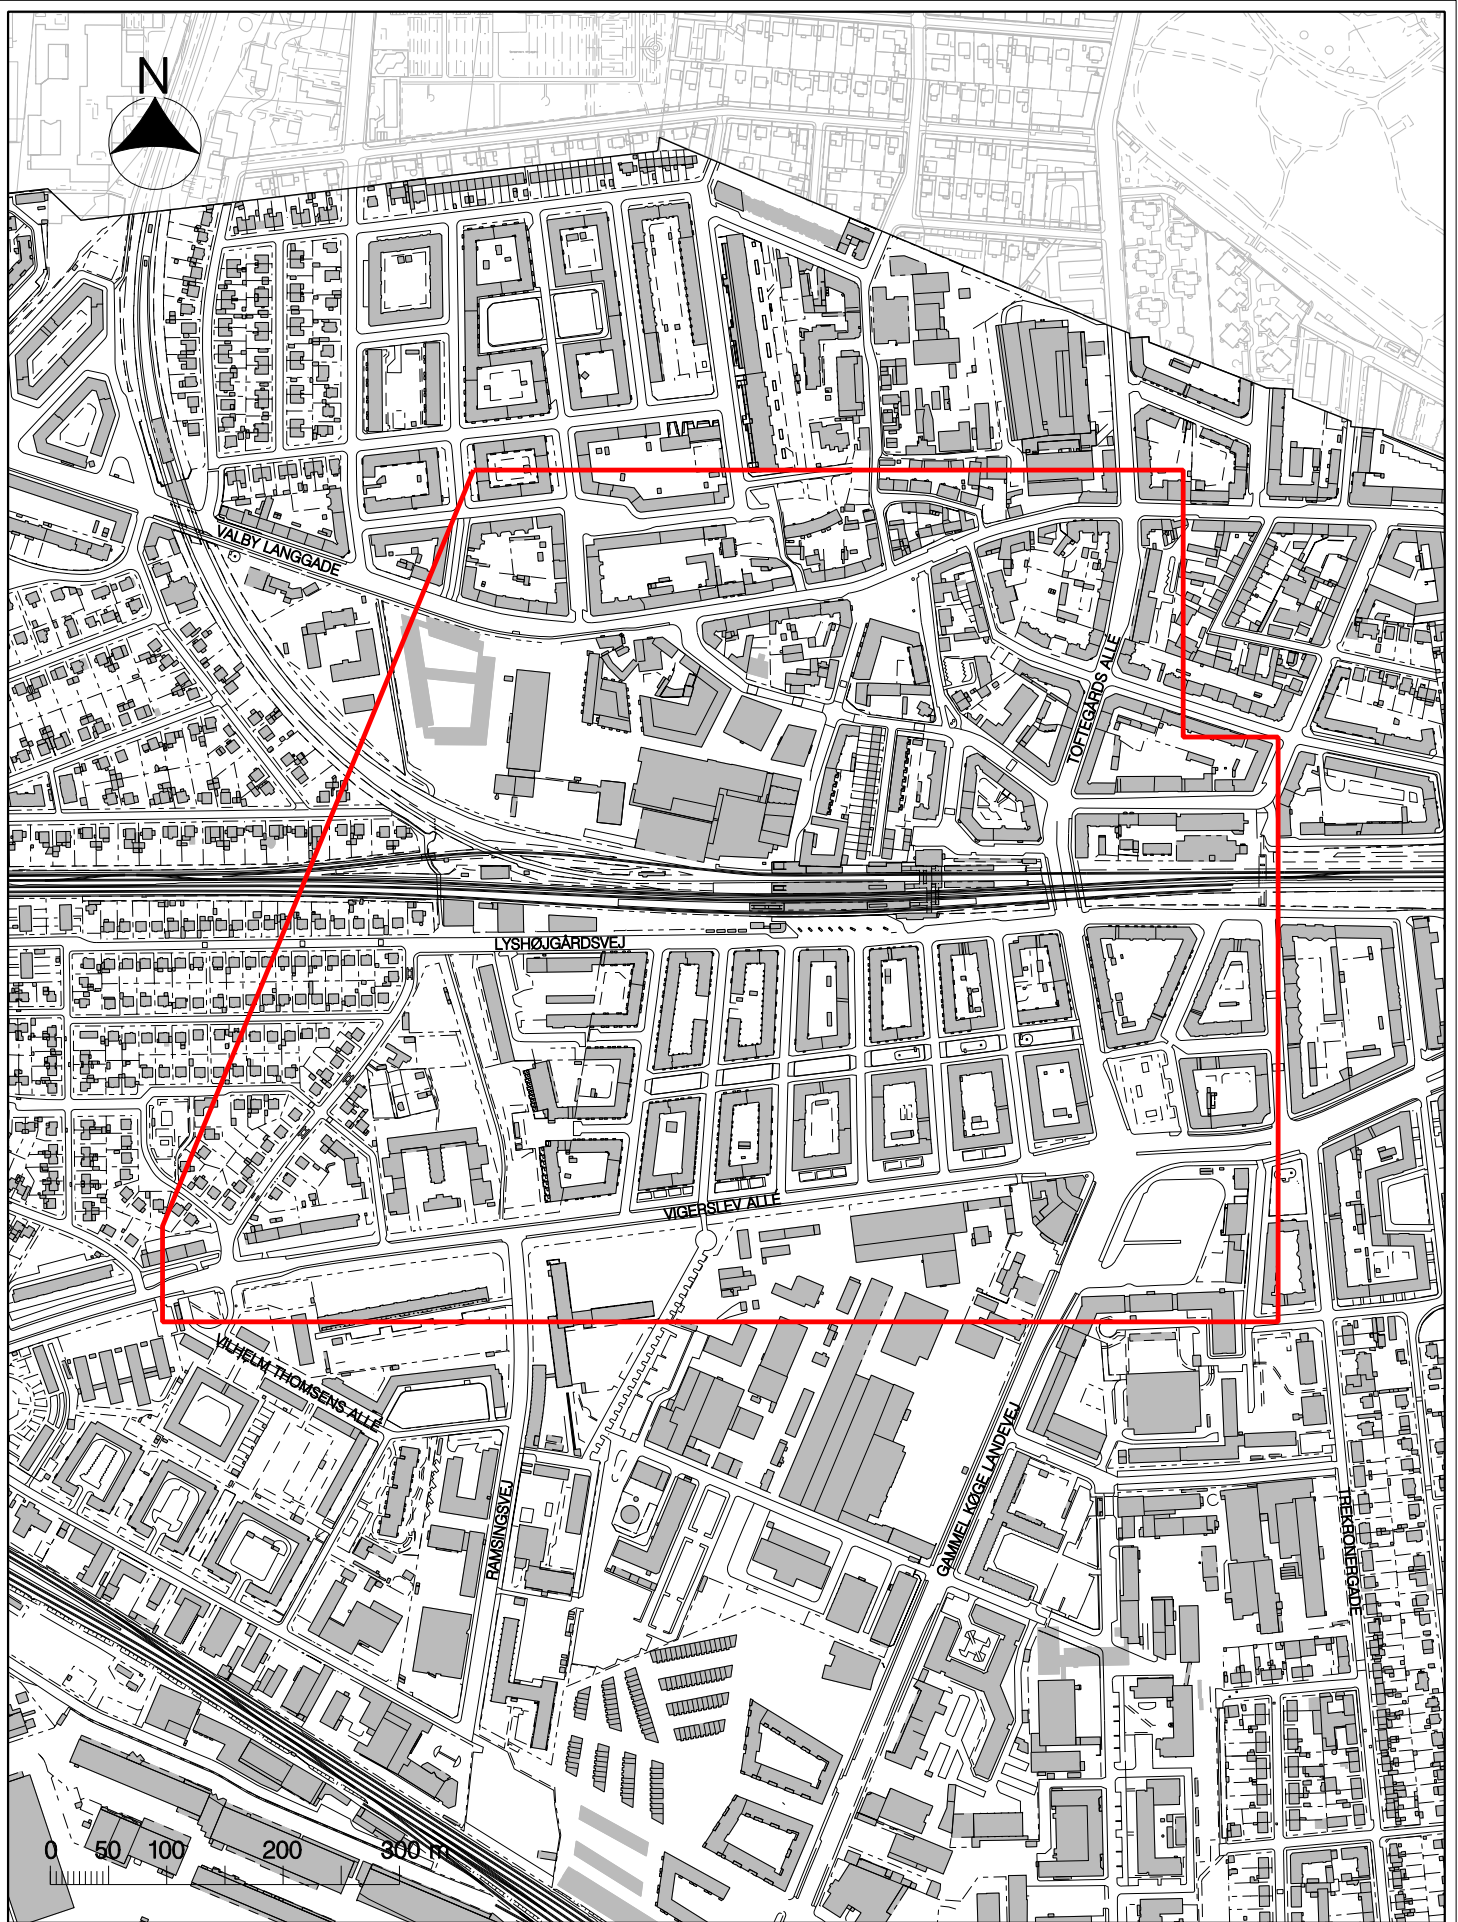 N
VALBY LANGGADE
TOFTEGÅRDS ALLÉ
LYSHØJGÅRDSVEJ
VIGERSLEV ALLÉ
VILHELM THOMSENS ALLÉ
RAMSINGSVEJ
GAMMEL KØGE LANDEVEJ
TREKRONERGADE
0 50 100 200 300 m